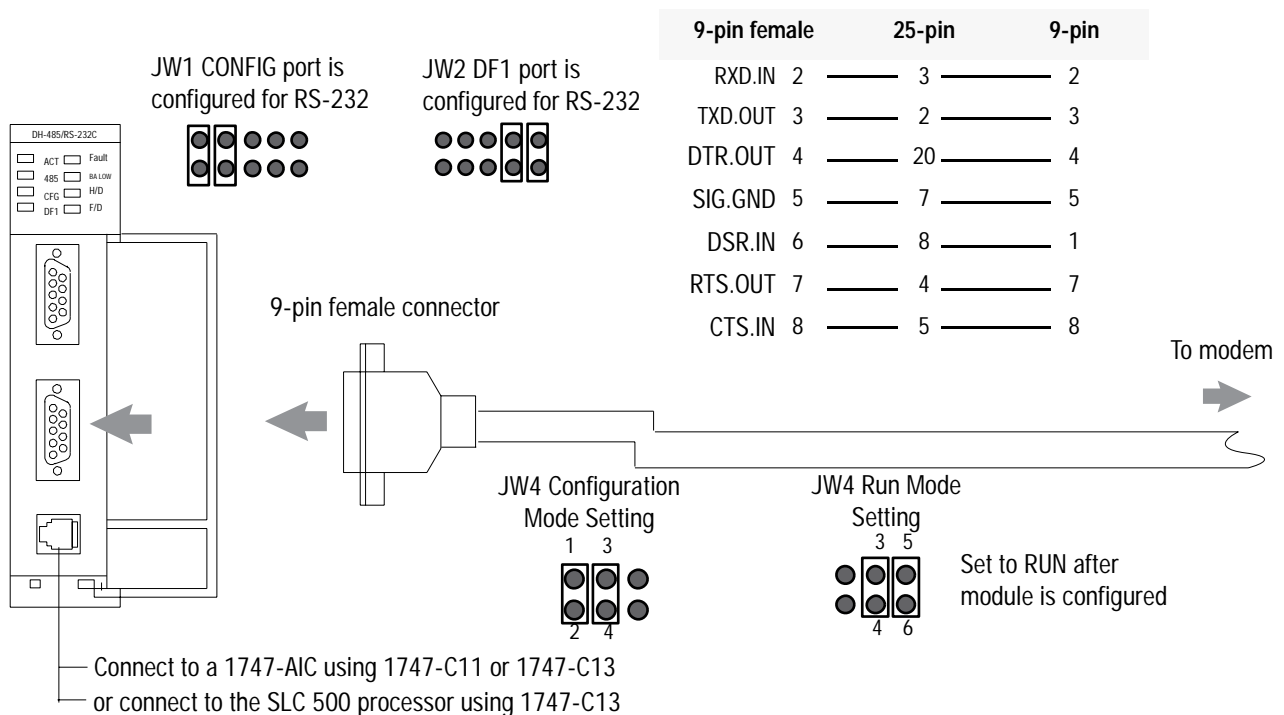 9-pin female 25-pin 9-pin
RXD.IN 2 3 2
TXD.OUT 3 2 3
DTR.OUT 4 20 4
SIG.GND 5 7 5
DSR.IN 6 8 1
RTS.OUT 7 4 7
CTS.IN 8 5 8
JW1 CONFIG port is
configured for RS-232
JW2 DF1 port is
configured for RS-232
DH-485/RS-232C
ACT Fault
485 BA LOW
CFG H/D
DF1 F/D
9-pin female connector
To modem
JW4 Configuration
Mode Setting
1 3
2 4
JW4 Run Mode
Setting
3 5
4 6
Set to RUN after
module is configured
Connect to a 1747-AIC using 1747-C11 or 1747-C13
or connect to the SLC 500 processor using 1747-C13